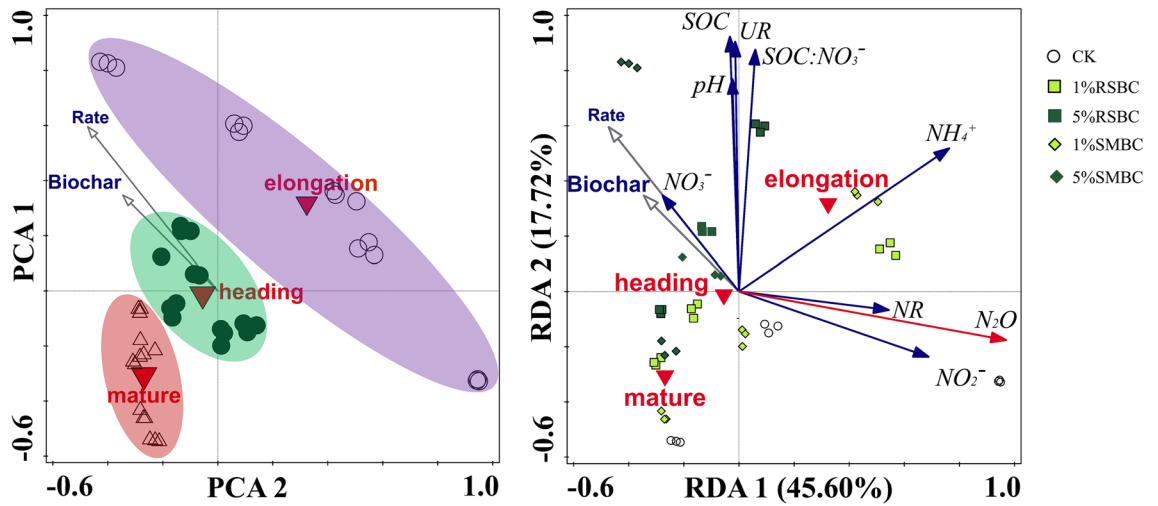 1.0
Rate
Biochar
elongation
heading
mature
PCA 1
-0.6
-0.6
PCA 2
1.0
1.0
SOC
UR
SOC:NO₃⁻
pH
NH₄⁺
Rate
elongation
Biochar
NO₃⁻
heading
NR
N₂O
NO₂⁻
mature
RDA 2 (17.72%)
-0.6
-0.6
RDA 1 (45.60%)
1.0
CK
1%RSBC
5%RSBC
1%SMBC
5%SMBC